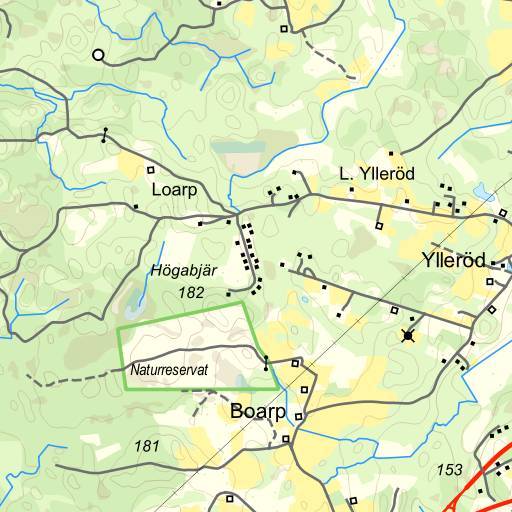 L. Ylleröd
Loarp
Ylleröd
Högabjär
182
Naturreservat
Boarp
181
153